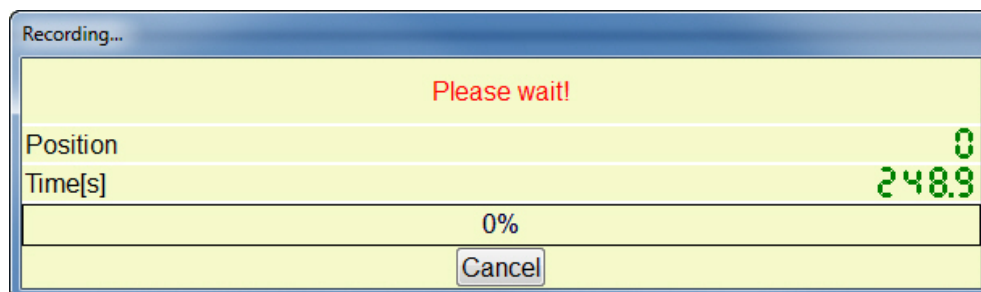 Recording...
Please wait!
Position 0
Time[s] 248.9
0%
Cancel